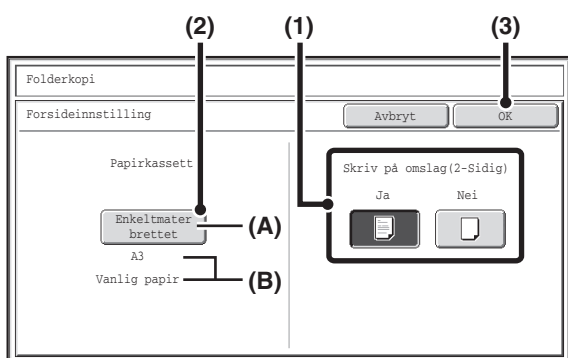 (2) (1) (3)
Folderkopi
Forsideinnstilling Avbryt OK
Papirkassett
Skriv på omslag(2-Sidig)
Ja Nei
Enkeltmater
brettet
(A)
A3
Vanlig papir
(B)